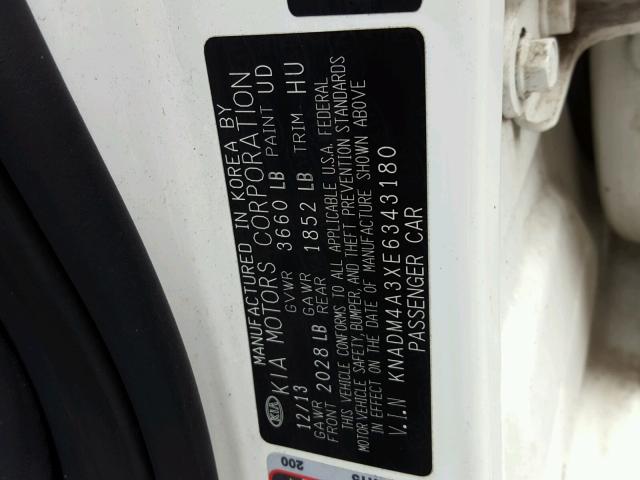 MANUFACTURED IN KOREA BY
KIA KIA MOTORS CORPORATION
12/13 GVWR 3660 LB PAINT UD
GAWR FRONT 2028 LB GAWR REAR 1852 LB TRIM HU
THIS VEHICLE CONFORMS TO ALL APPLICABLE U.S.A. FEDERAL
MOTOR VEHICLE SAFETY, BUMPER, AND THEFT PREVENTION STANDARDS
IN EFFECT ON THE DATE OF MANUFACTURE SHOWN ABOVE
V.I.N KNADM4A3XE6343180
PASSENGER CAR
200